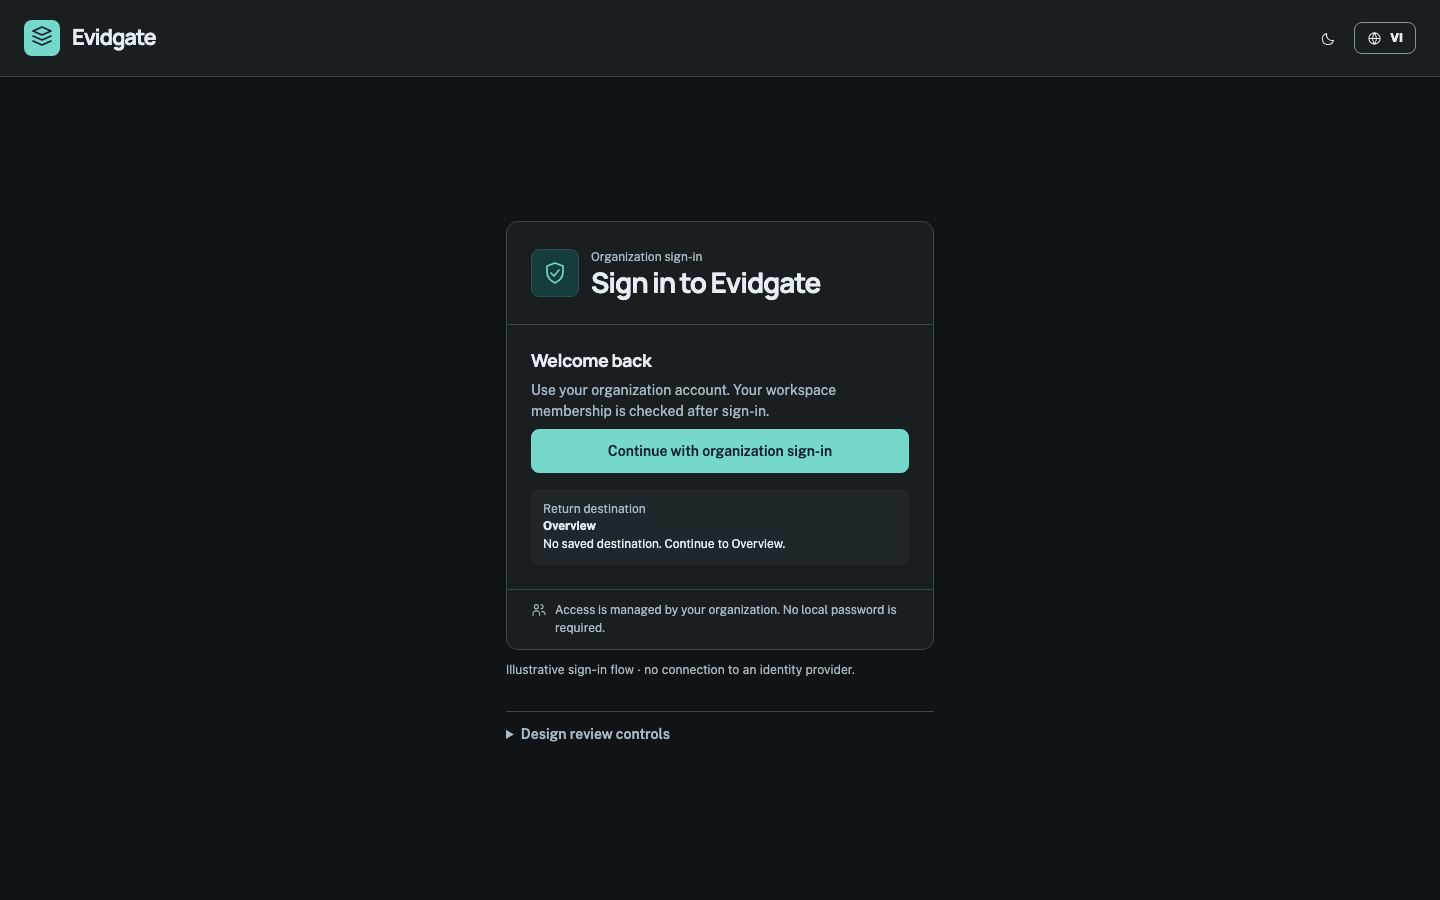 Evidgate
VI
Organization sign-in
Sign in to Evidgate
Welcome back
Use your organization account. Your workspace
membership is checked after sign-in.
Continue with organization sign-in
Return destination
Overview
No saved destination. Continue to Overview.
Access is managed by your organization. No local password is
required.
Illustrative sign-in flow · no connection to an identity provider.
Design review controls